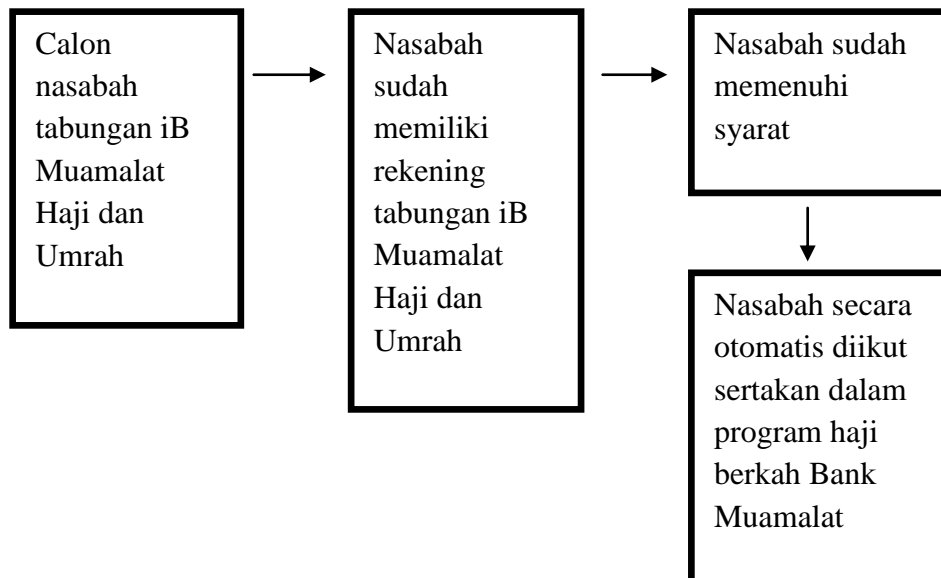 Calon
nasabah
tabungan iB
Muamalat
Haji dan
Umrah
Nasabah
sudah
memiliki
rekening
tabungan iB
Muamalat
Haji dan
Umrah
Nasabah sudah
memenuhi
syarat
Nasabah secara
otomatis diikut
sertakan dalam
program haji
berkah Bank
Muamalat